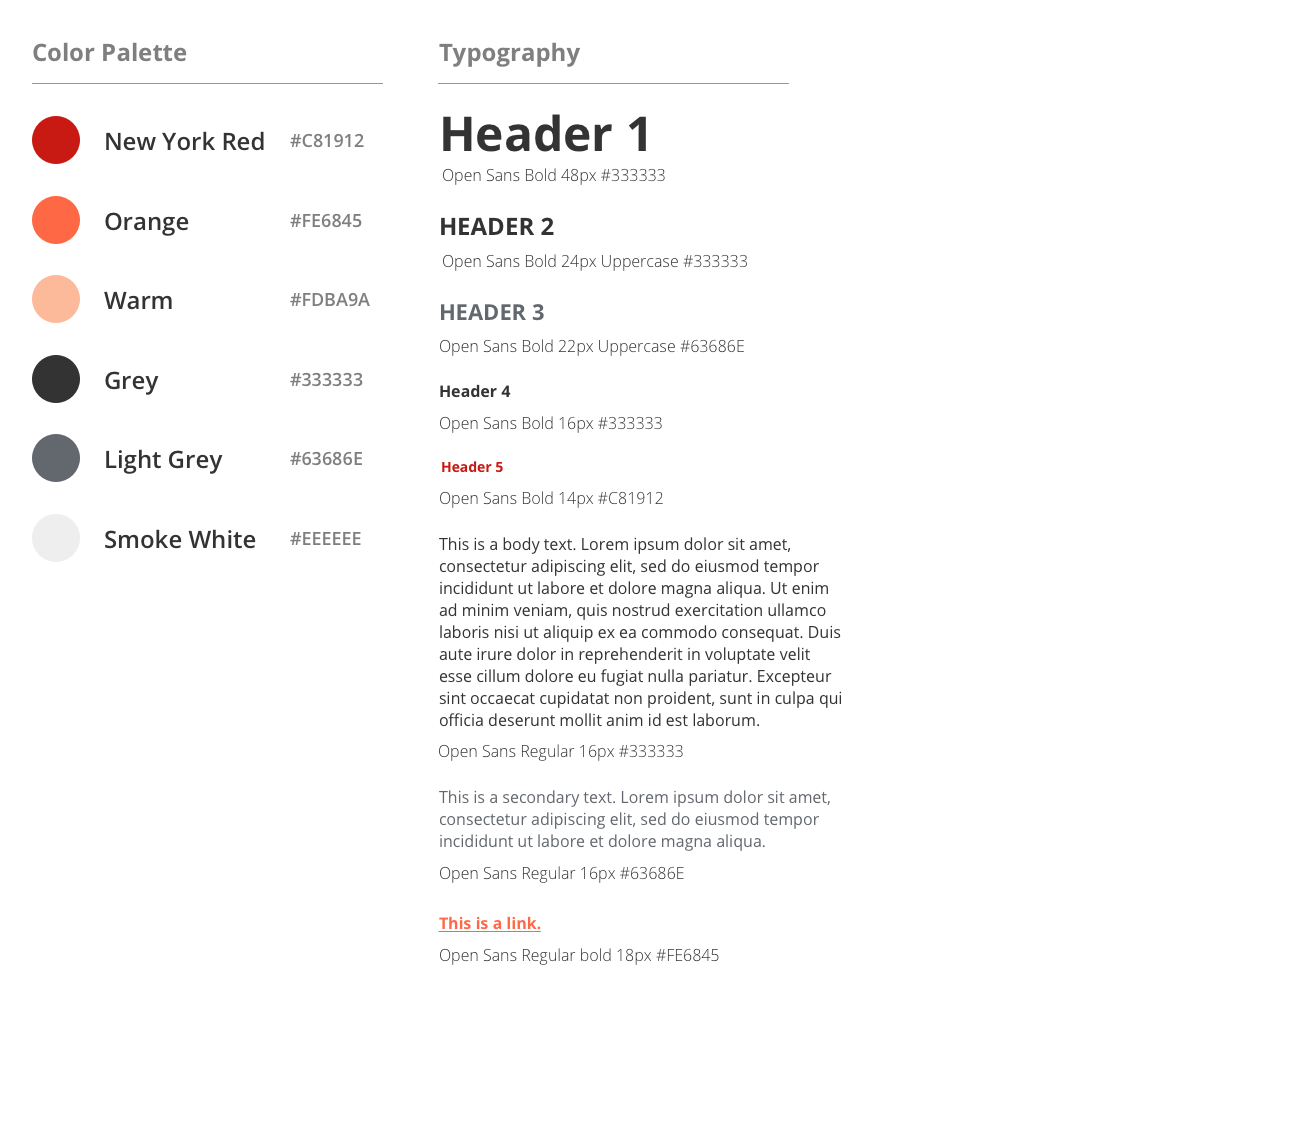 Color Palette
New York Red #C81912
Orange #FE6845
Warm #FDBA9A
Grey #333333
Light Grey #63686E
Smoke White #EEEEEE
Typography
Header 1
Open Sans Bold 48px #333333
HEADER 2
Open Sans Bold 24px Uppercase #333333
HEADER 3
Open Sans Bold 22px Uppercase #63686E
Header 4
Open Sans Bold 16px #333333
Header 5
Open Sans Bold 14px #C81912
This is a body text. Lorem ipsum dolor sit amet,
consectetur adipiscing elit, sed do eiusmod tempor
incididunt ut labore et dolore magna aliqua. Ut enim
ad minim veniam, quis nostrud exercitation ullamco
laboris nisi ut aliquip ex ea commodo consequat. Duis
aute irure dolor in reprehenderit in voluptate velit
esse cillum dolore eu fugiat nulla pariatur. Excepteur
sint occaecat cupidatat non proident, sunt in culpa qui
officia deserunt mollit anim id est laborum.
Open Sans Regular 16px #333333
This is a secondary text. Lorem ipsum dolor sit amet,
consectetur adipiscing elit, sed do eiusmod tempor
incididunt ut labore et dolore magna aliqua.
Open Sans Regular 16px #63686E
This is a link.
Open Sans Regular bold 18px #FE6845